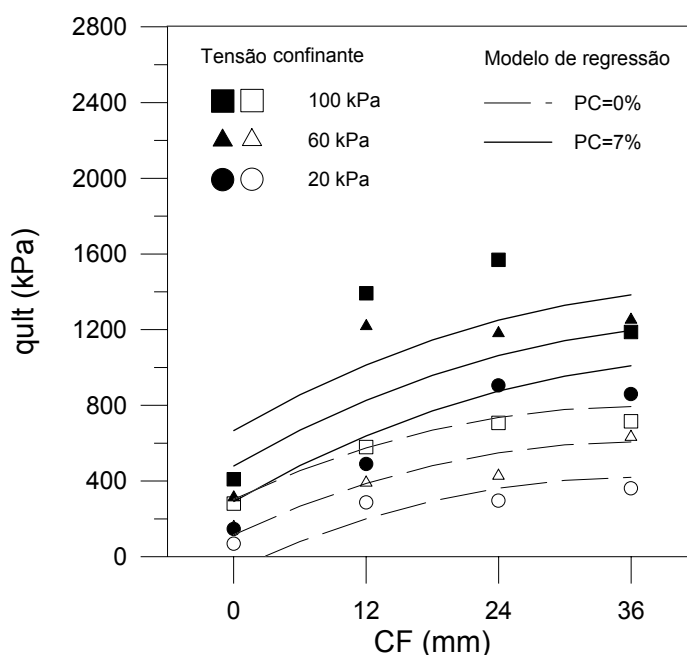 2800
2400
2000
1600
1200
800
400
0
qult (kPa)
Tensão confinante
100 kPa
60 kPa
20 kPa
Modelo de regressão
PC=0%
PC=7%
0 12 24 36
CF (mm)